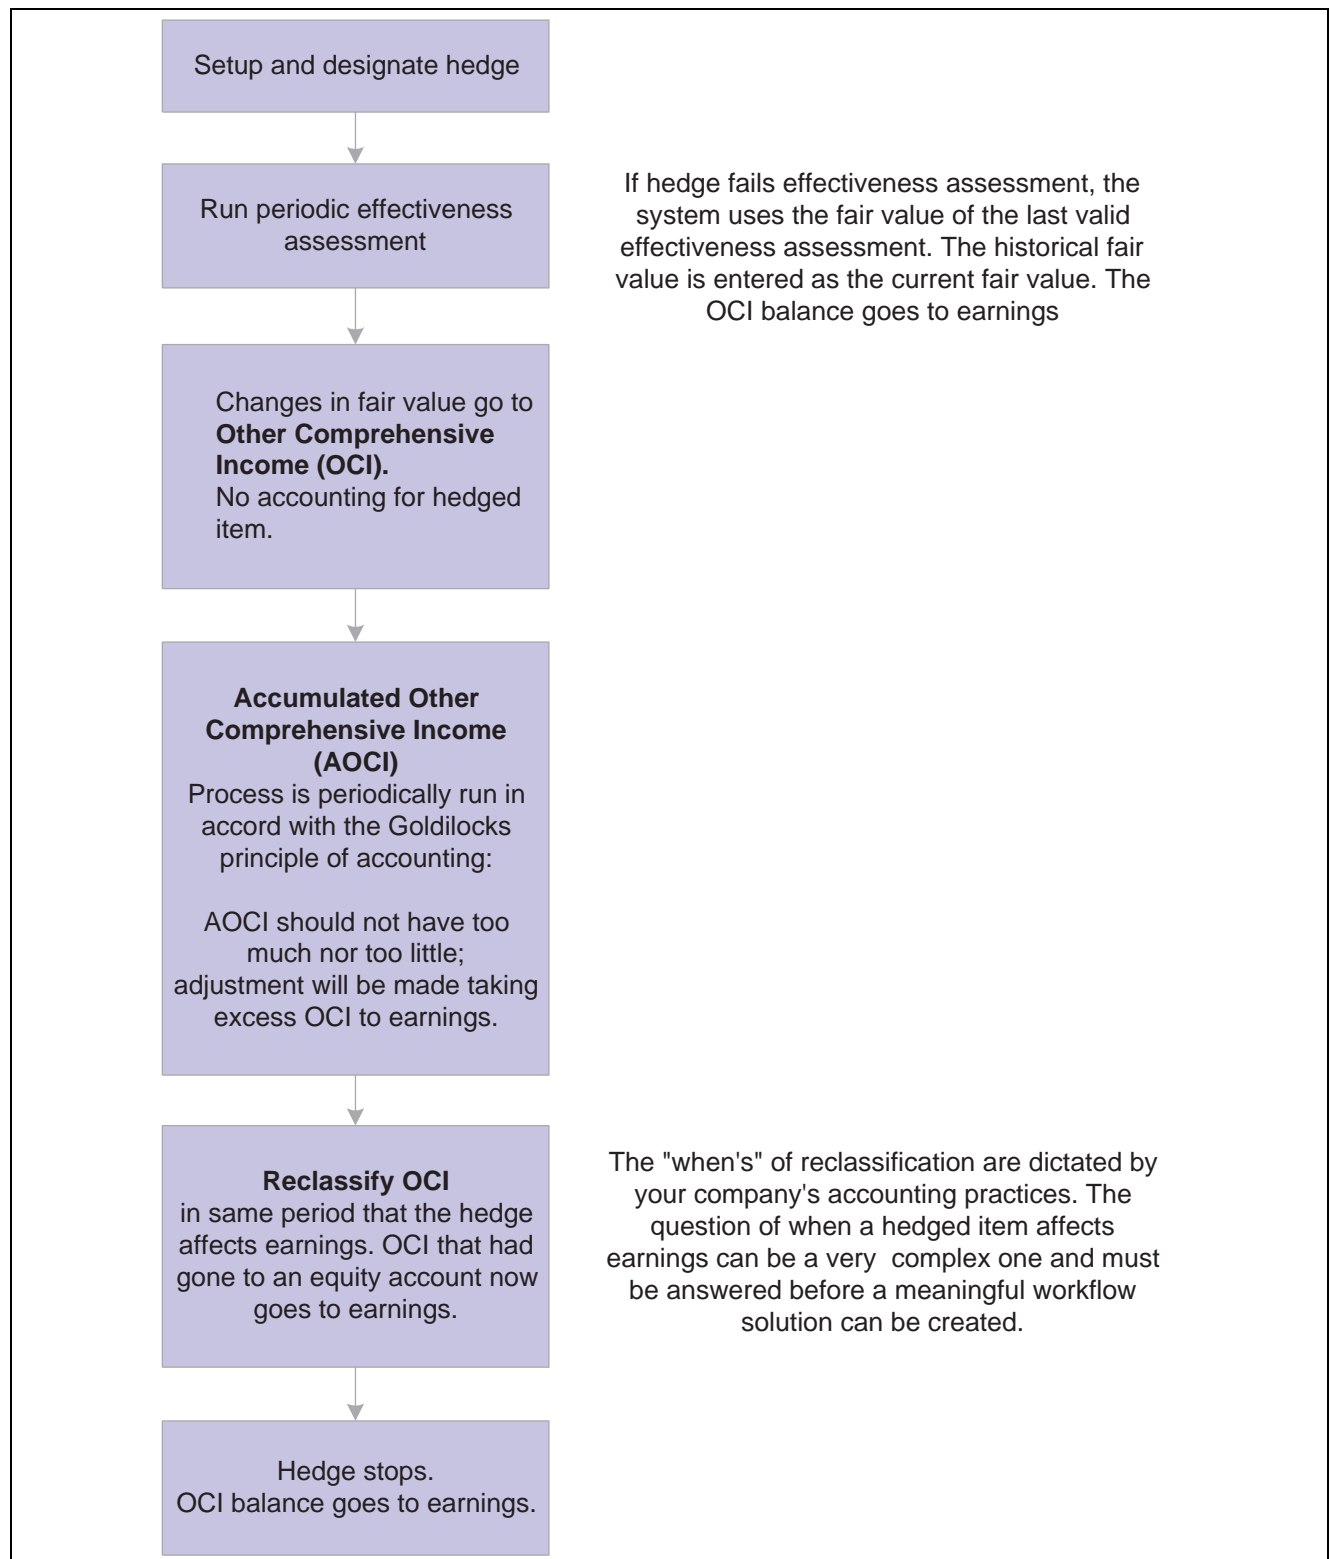 Setup and designate hedge
Run periodic effectiveness
assessment
If hedge fails effectiveness assessment, the
system uses the fair value of the last valid
effectiveness assessment. The historical fair
value is entered as the current fair value. The
OCI balance goes to earnings
Changes in fair value go to
Other Comprehensive
Income (OCI).
No accounting for hedged
item.
Accumulated Other
Comprehensive Income
(AOCI)
Process is periodically run in
accord with the Goldilocks
principle of accounting:
AOCI should not have too
much nor too little;
adjustment will be made taking
excess OCI to earnings.
Reclassify OCI
in same period that the hedge
affects earnings. OCI that had
gone to an equity account now
goes to earnings.
The "when's" of reclassification are dictated by
your company's accounting practices. The
question of when a hedged item affects
earnings can be a very  complex one and must
be answered before a meaningful workflow
solution can be created.
Hedge stops.
OCI balance goes to earnings.